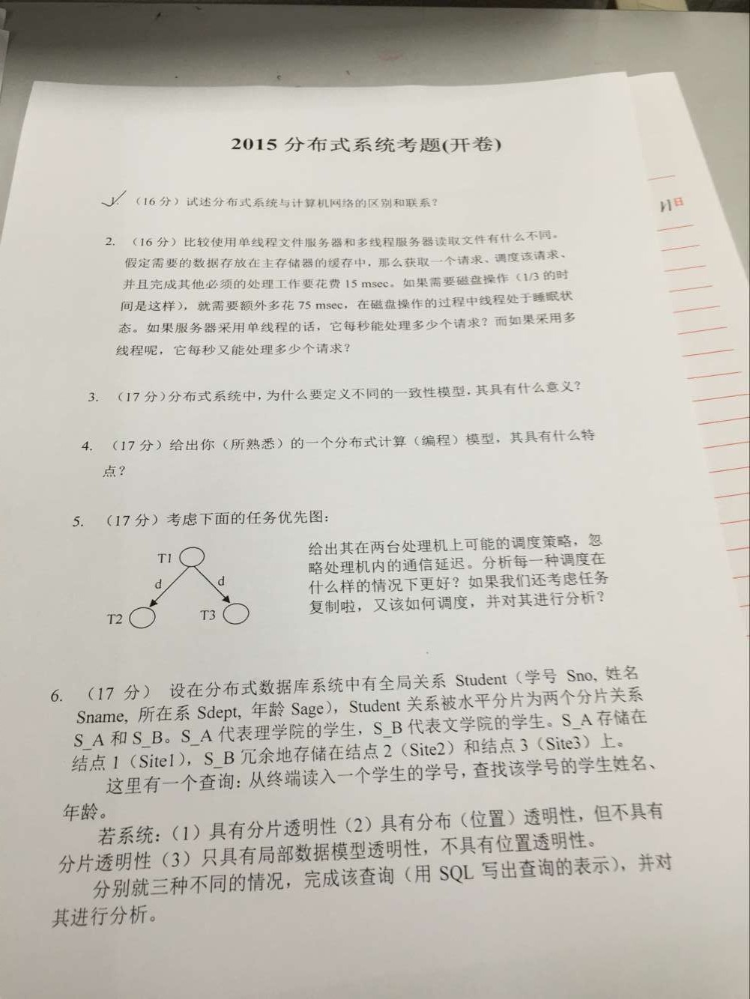 2015 分布式系统考题(开卷)
日
1. （16 分）试述分布式系统与计算机网络的区别和联系？
2. （16 分）比较使用单线程文件服务器和多线程服务器读取文件有什么不同。
假定需要的数据存放在主存储器的缓存中，那么获取一个请求、调度该请求、
并且完成其他必须的处理工作要花费 15 msec。如果需要磁盘操作（1/3 的时
间是这样），就需要额外多花 75 msec，在磁盘操作的过程中线程处于睡眠状
态。如果服务器采用单线程的话，它每秒能处理多少个请求？而如果采用多
线程呢，它每秒又能处理多少个请求？
3. （17 分）分布式系统中，为什么要定义不同的一致性模型，其具有什么意义？
4. （17 分）给出你（所熟悉）的一个分布式计算（编程）模型，其具有什么特
点？
5. （17 分）考虑下面的任务优先图：
T1
d
d
T2
T3
给出其在两台处理机上可能的调度策略，忽
略处理机内的通信延迟。分析每一种调度在
什么样的情况下更好？如果我们还考虑任务
复制啦，又该如何调度，并对其进行分析？
6. （17 分） 设在分布式数据库系统中有全局关系 Student（学号 Sno, 姓名
Sname, 所在系 Sdept, 年龄 Sage），Student 关系被水平分片为两个分片关系
S_A 和 S_B。S_A 代表理学院的学生，S_B 代表文学院的学生。S_A 存储在
结点 1（Site1），S_B 冗余地存储在结点 2（Site2）和结点 3（Site3）上。
这里有一个查询：从终端读入一个学生的学号，查找该学号的学生姓名、
年龄。
若系统：（1）具有分片透明性（2）具有分布（位置）透明性，但不具有
分片透明性（3）只具有局部数据模型透明性，不具有位置透明性。
分别就三种不同的情况，完成该查询（用 SQL 写出查询的表示），并对
其进行分析。